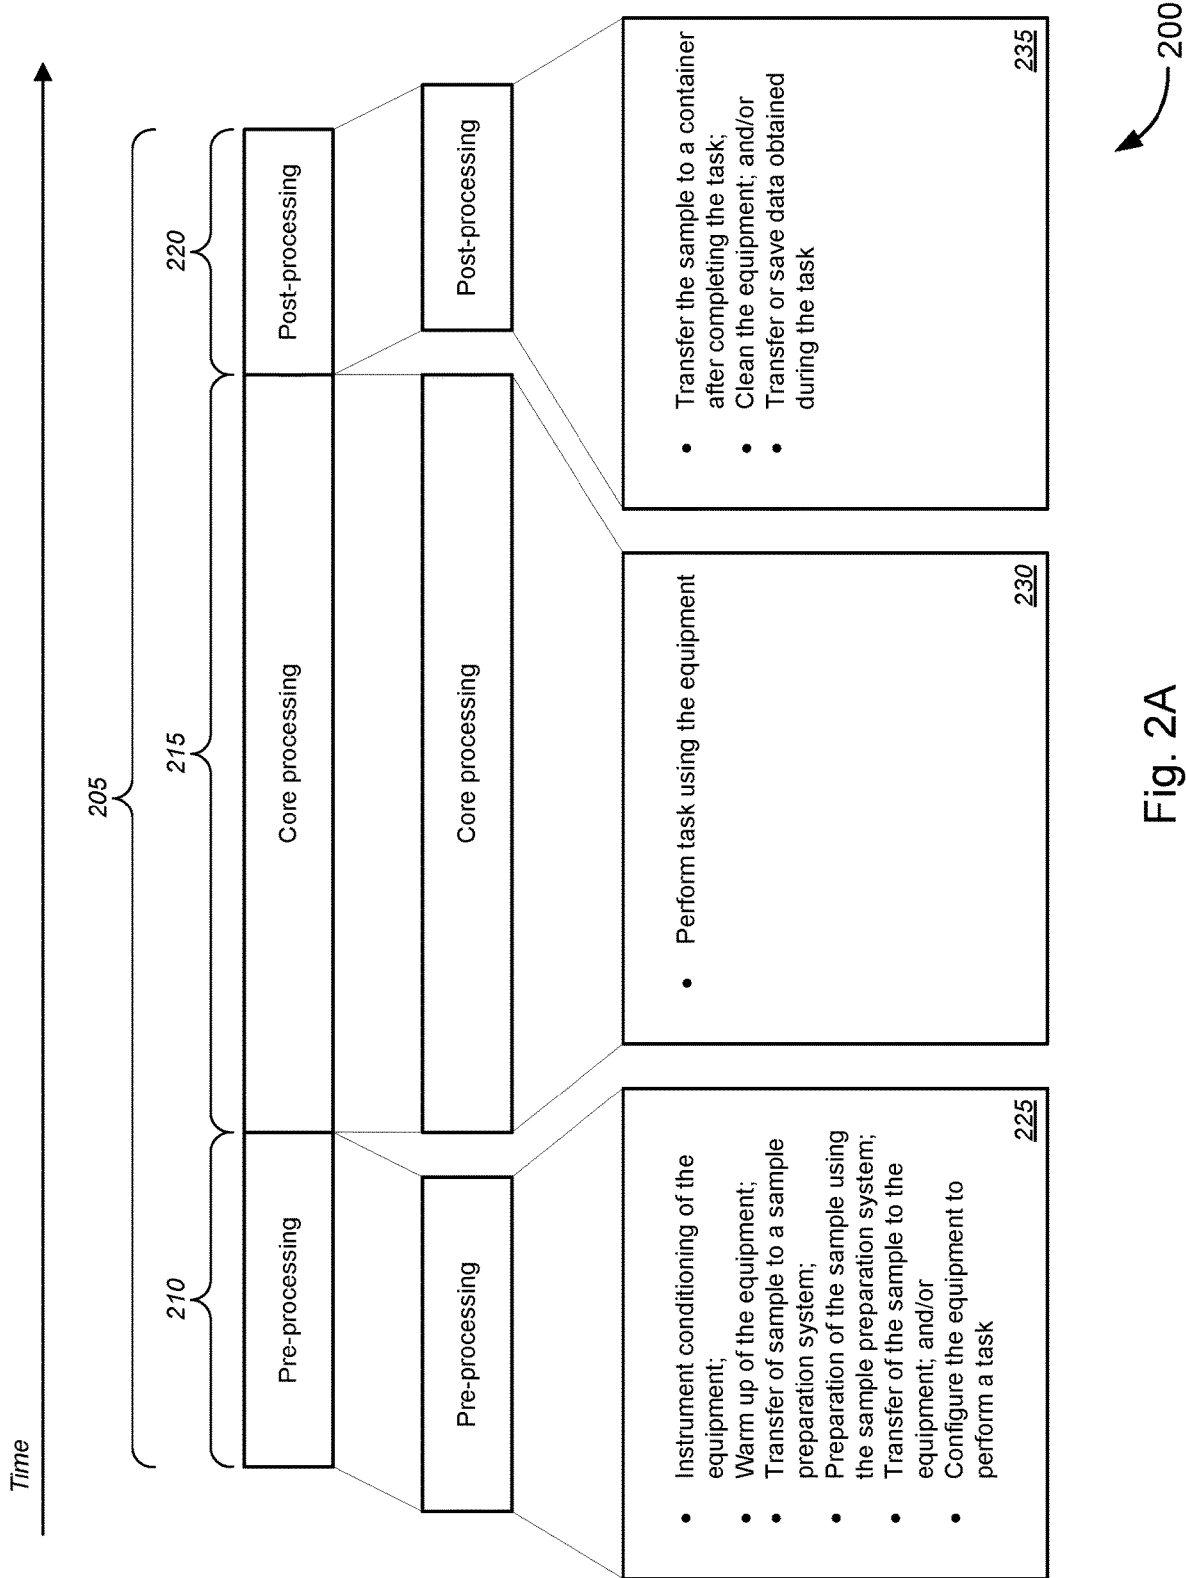 Time
205
210
215
220
Pre-processing
Core processing
Post-processing
Pre-processing
Core processing
Post-processing
• Instrument conditioning of the
equipment;
• Warm up of the equipment;
• Transfer of sample to a sample
preparation system;
• Preparation of the sample using
the sample preparation system;
• Transfer of the sample to the
equipment; and/or
• Configure the equipment to
perform a task
225
• Perform task using the equipment
230
• Transfer the sample to a container
after completing the task;
• Clean the equipment; and/or
• Transfer or save data obtained
during the task
235
Fig. 2A
200